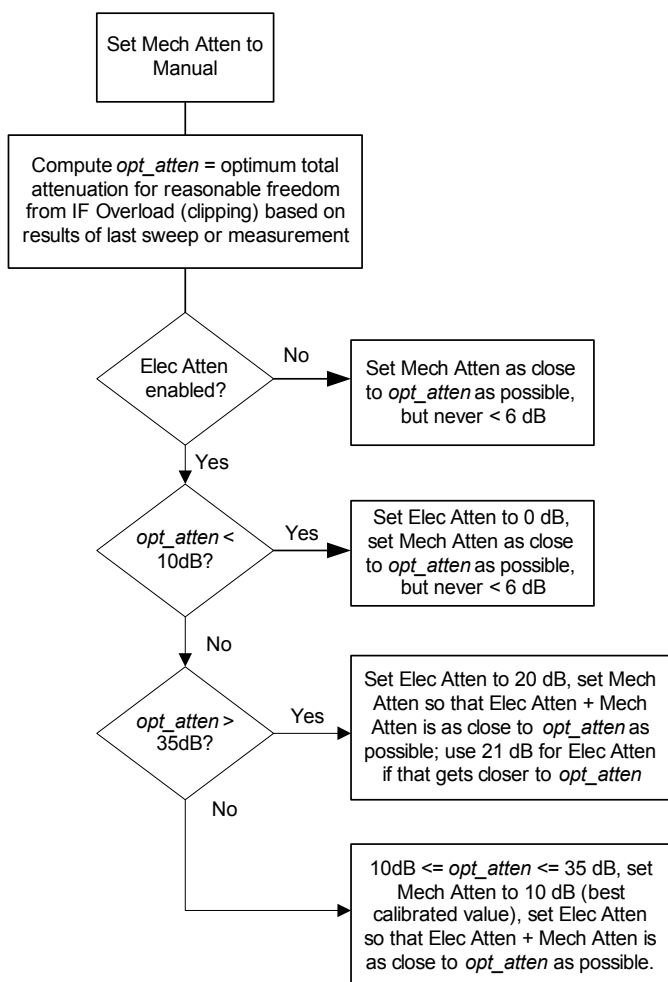 Set Mech Atten to
Manual
Compute opt_atten = optimum total
attenuation for reasonable freedom
from IF Overload (clipping) based on
results of last sweep or measurement
Elec Atten
enabled?
No
Set Mech Atten as close
to opt_atten as possible,
but never < 6 dB
Yes
opt_atten <
10dB?
Yes
Set Elec Atten to 0 dB,
set Mech Atten as close
to opt_atten as possible,
but never < 6 dB
No
opt_atten >
35dB?
Yes
Set Elec Atten to 20 dB, set Mech
Atten so that Elec Atten + Mech
Atten is as close to opt_atten as
possible; use 21 dB for Elec Atten
if that gets closer to opt_atten
No
10dB <= opt_atten <= 35 dB, set
Mech Atten to 10 dB (best
calibrated value), set Elec Atten
so that Elec Atten + Mech Atten is
as close to opt_atten as possible.